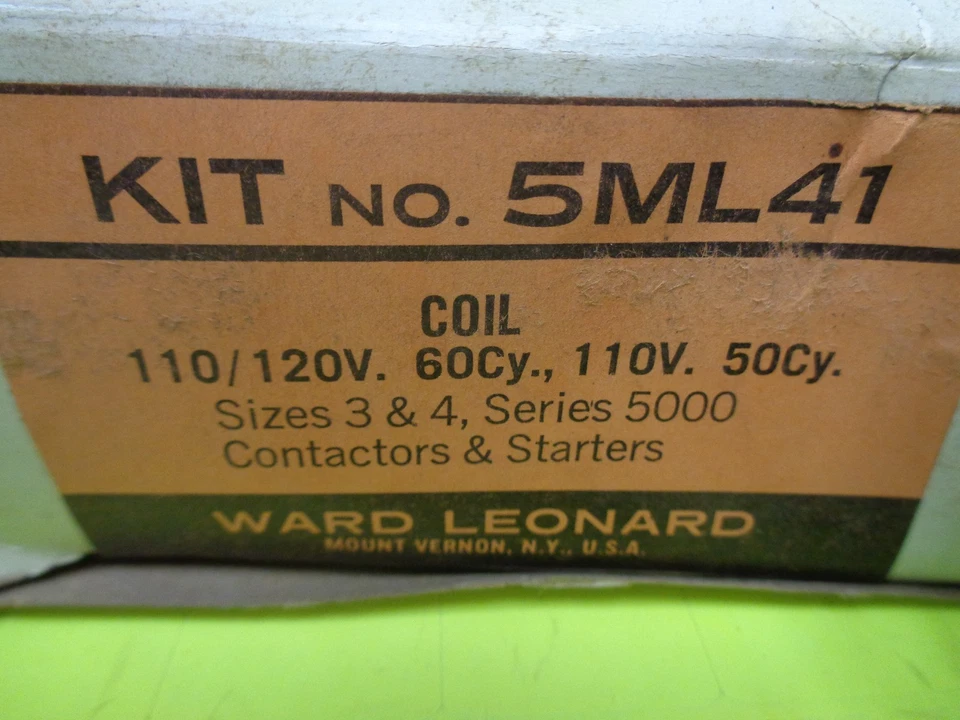 KIT NO. 5ML41
COIL
110/120V. 60Cy., 110V. 50Cy.
Sizes 3 & 4, Series 5000
Contactors & Starters
WARD LEONARD
MOUNT VERNON, N.Y., U.S.A.